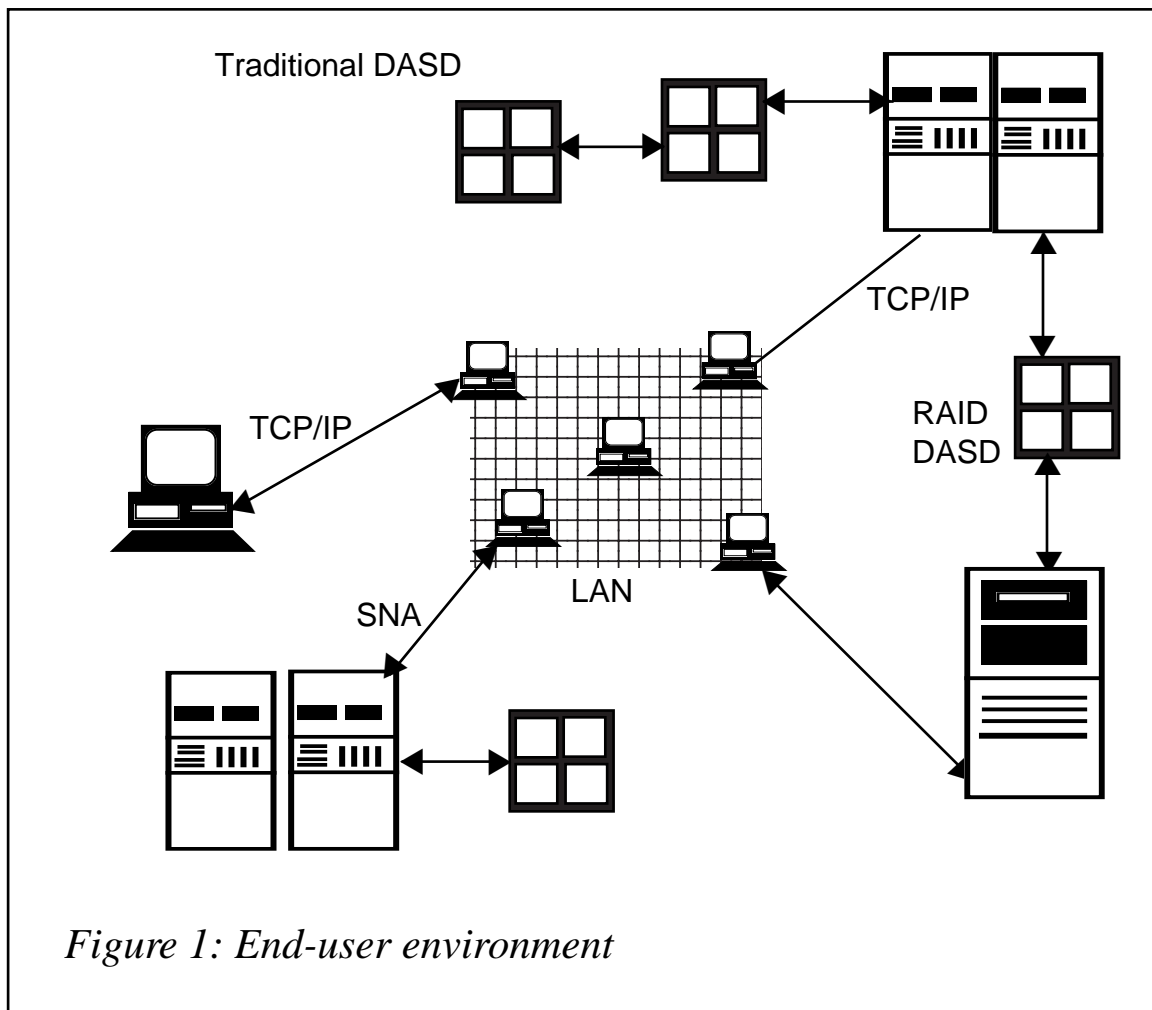 Traditional DASD
TCP/IP
TCP/IP
RAID
DASD
LAN
SNA
Figure 1: End-user environment